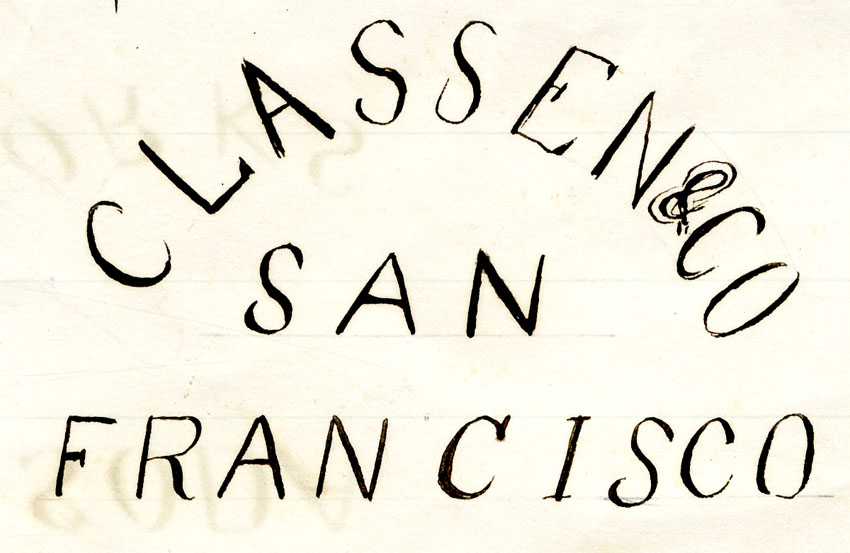 CLASSEN & CO
SAN
FRANCISCO